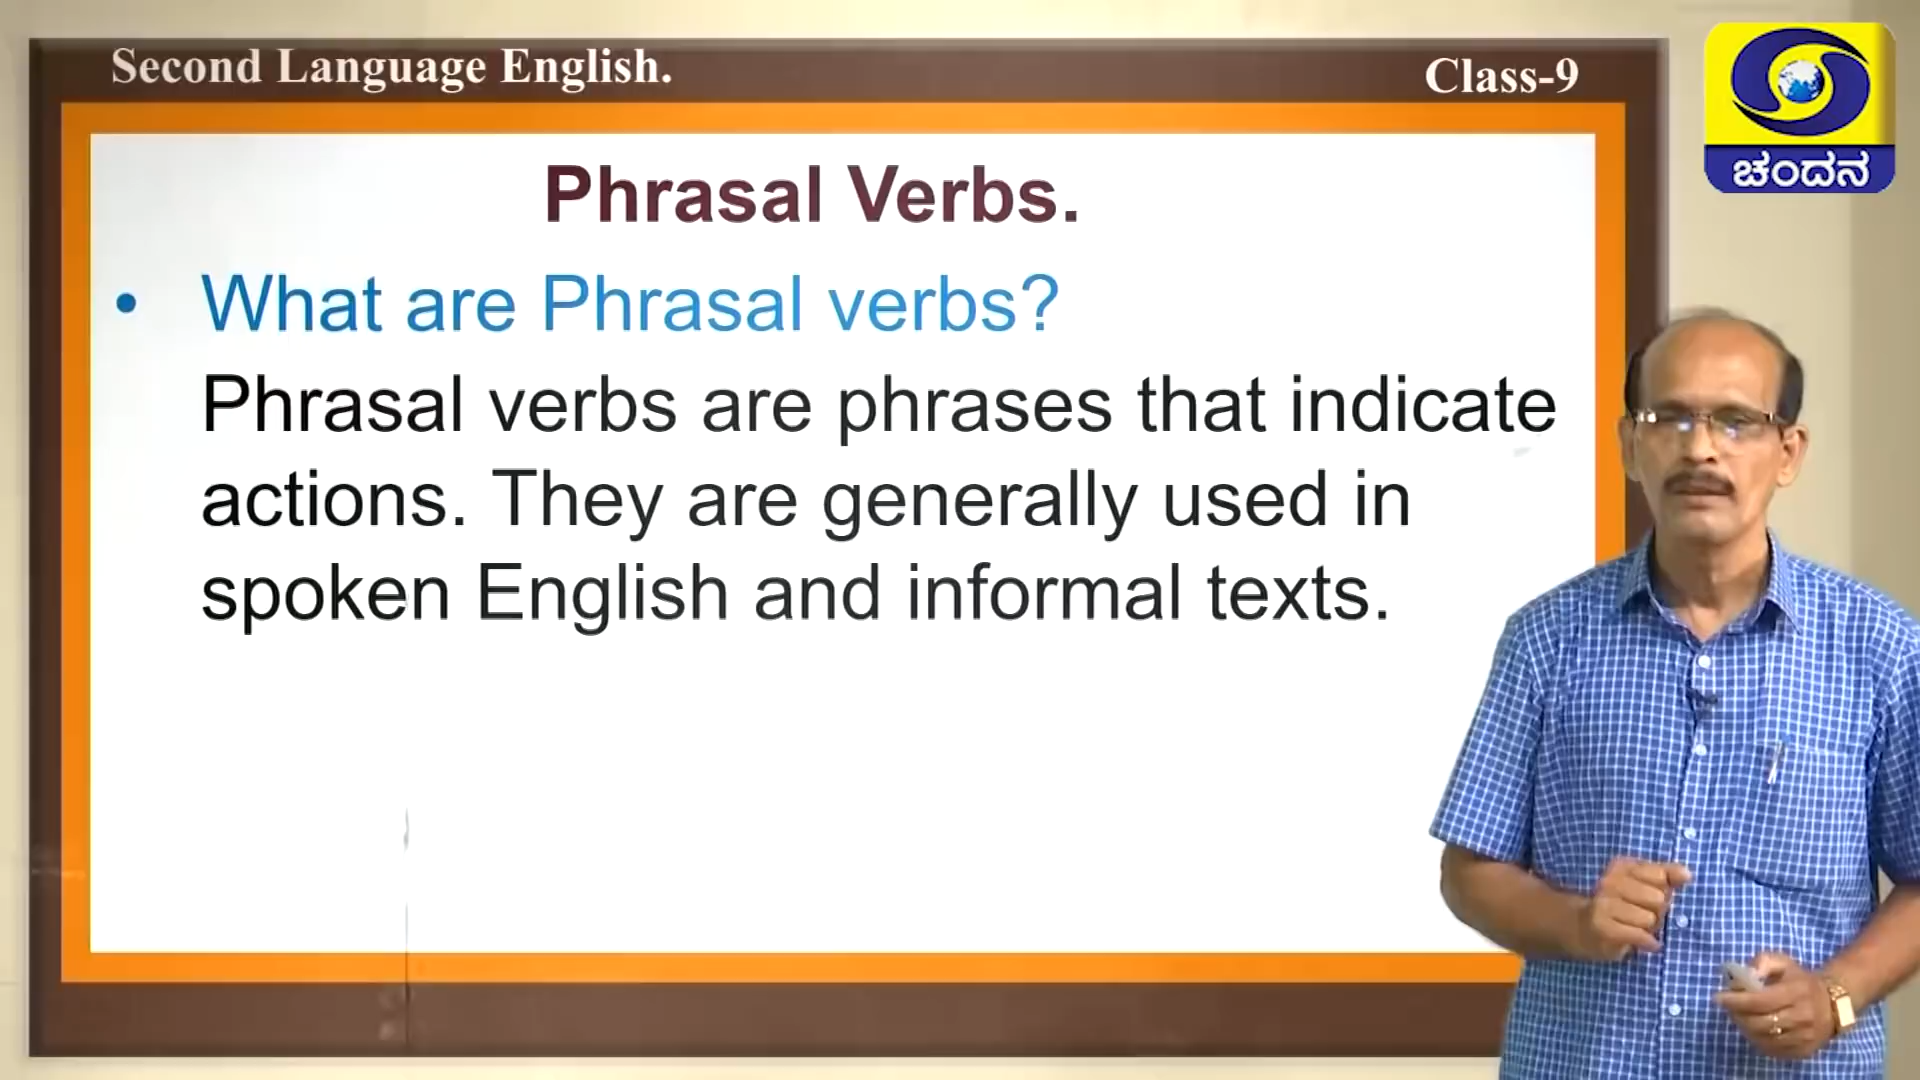 Second Language English.
Class-9
ಚಂದನ
Phrasal Verbs.
• What are Phrasal verbs?
Phrasal verbs are phrases that indicate
actions. They are generally used in
spoken English and informal texts.